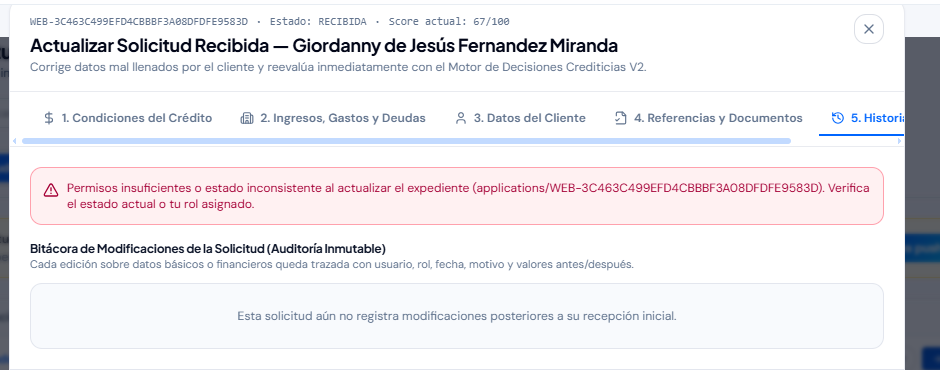 WEB-3C463C499EFD4CBBBF3A08DFDFE9583D · Estado: RECIBIDA · Score actual: 67/100
Actualizar Solicitud Recibida — Giordanny de Jesús Fernandez Miranda
Corrige datos mal llenados por el cliente y reevalúa inmediatamente con el Motor de Decisiones Crediticias V2.
1. Condiciones del Crédito 2. Ingresos, Gastos y Deudas 3. Datos del Cliente 4. Referencias y Documentos 5. Historia
Permisos insuficientes o estado inconsistente al actualizar el expediente (applications/WEB-3C463C499EFD4CBBBF3A08DFDFE9583D). Verifica
el estado actual o tu rol asignado.
Bitácora de Modificaciones de la Solicitud (Auditoría Inmutable)
Cada edición sobre datos básicos o financieros queda trazada con usuario, rol, fecha, motivo y valores antes/después.
Esta solicitud aún no registra modificaciones posteriores a su recepción inicial.